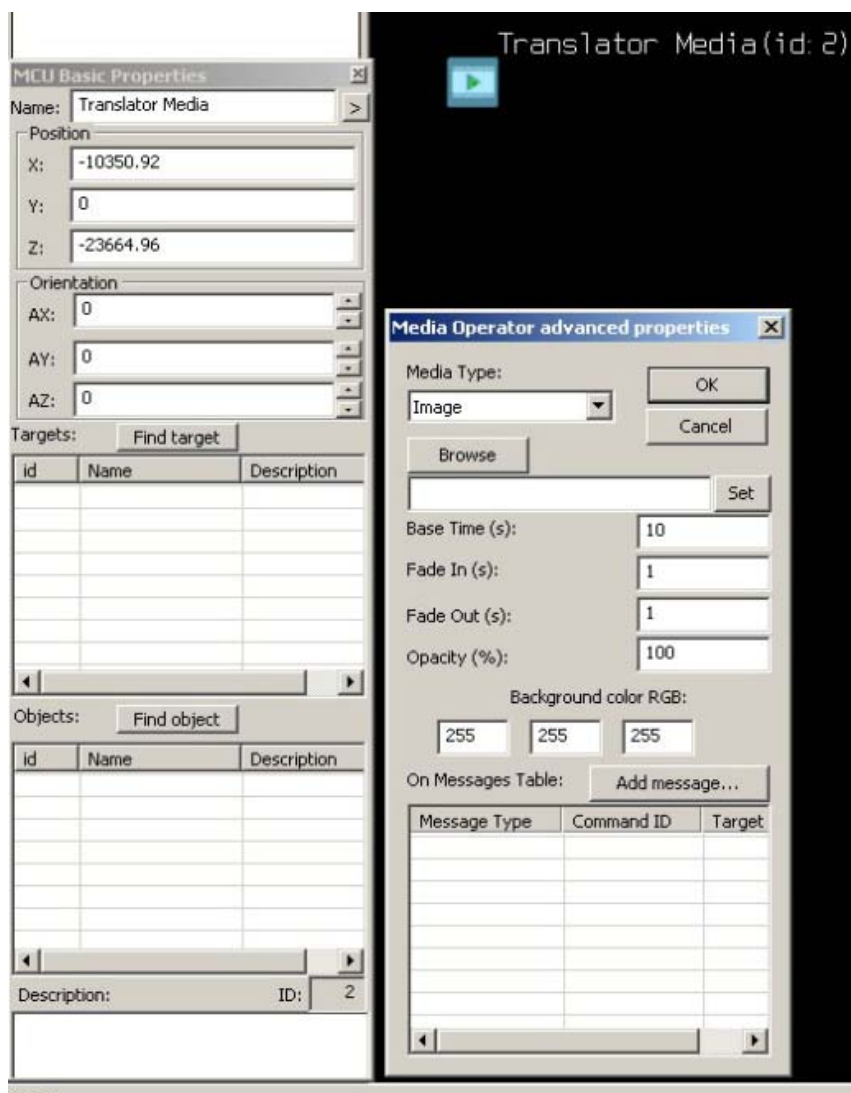 Translator Media(id: 2)
MCU Basic Properties
Name: Translator Media >
Position
X: -10350.92
Y: 0
Z: -23664.96
Orientation
AX: 0
AY: 0
AZ: 0
Targets: Find target
id Name Description
Objects: Find object
id Name Description
Description: ID: 2
Media Operator advanced properties
Media Type:
OK
Image
Cancel
Browse
Set
Base Time (s): 10
Fade In (s): 1
Fade Out (s): 1
Opacity (%): 100
Background color RGB:
255 255 255
On Messages Table: Add message...
Message Type Command ID Target